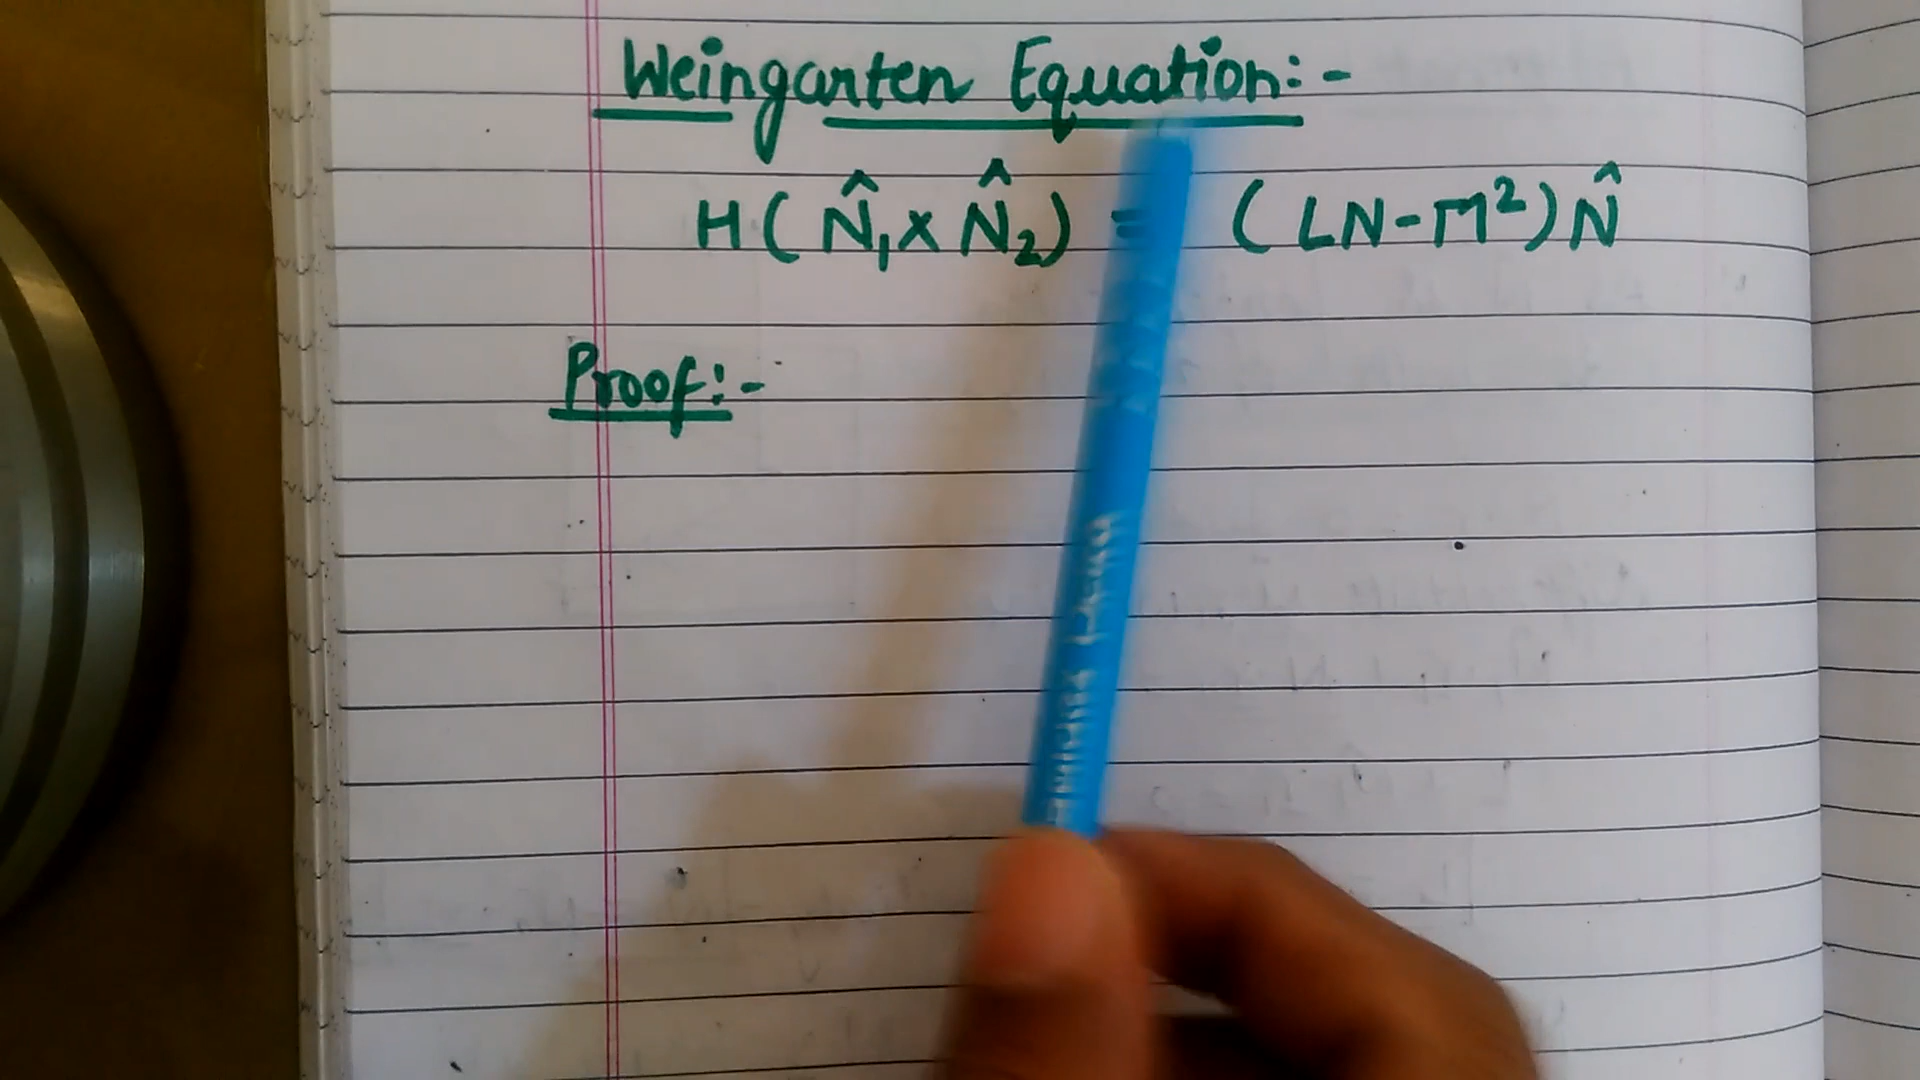 Weingarten Equation:-
H(N̂₁ x N̂₂) = (LN-M²)N̂
Proof:-